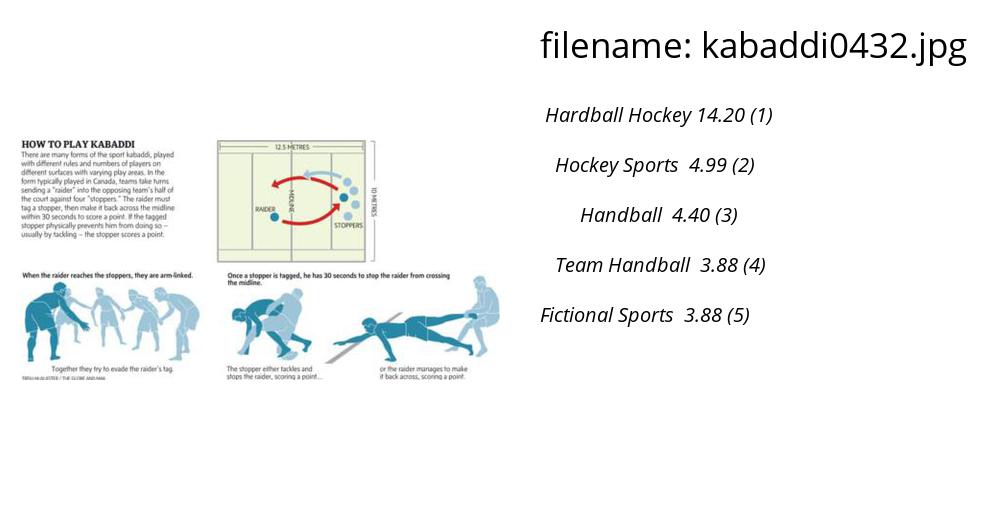 filename: kabaddi0432.jpg
Hardball Hockey 14.20 (1)
Hockey Sports 4.99 (2)
Handball 4.40 (3)
Team Handball 3.88 (4)
Fictional Sports 3.88 (5)
HOW TO PLAY KABADDI
There are many forms of the sport kabaddi, played
with different rules and numbers of players on
different surfaces with varying play areas. In the
form typically played in Canada, teams take turns
sending a "raider" into the opposing team's half of
the court against four "stoppers." The raider must
tag a stopper, then make it back across the midline
within 30 seconds to score a point. If the tagged
stopper physically prevents him from doing so –
usually by tackling – the stopper scores a point.
12.5 METRES
10 METRES
MIDLINE
RAIDER
STOPPERS
When the raider reaches the stoppers, they are arm-linked.
Together they try to evade the raider's tag.
Once a stopper is tagged, he has 30 seconds to stop the raider from crossing
the midline.
The stopper either tackles and
stops the raider, scoring a point...
or the raider manages to make
it back across, scoring a point.
THE GLOBE AND MAIL